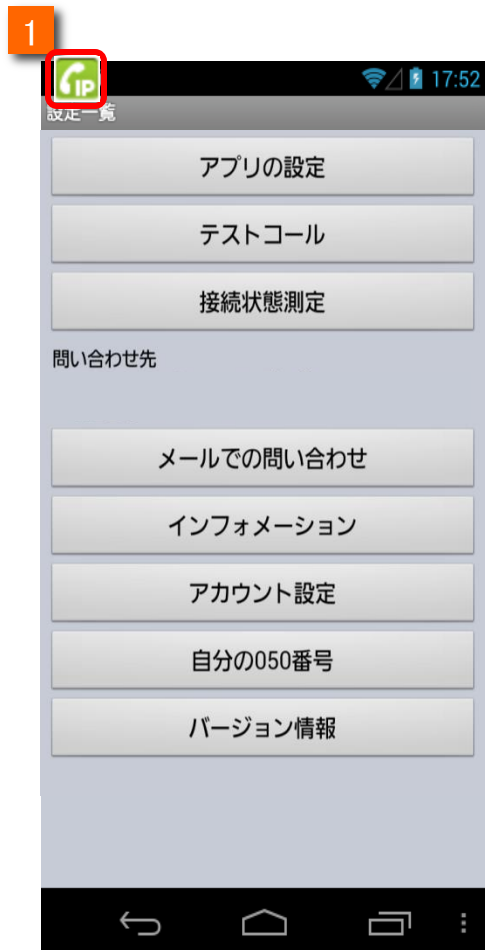 1
IP
17:52
設定一覧
アプリの設定
テストコール
接続状態測定
問い合わせ先
メールでの問い合わせ
インフォメーション
アカウント設定
自分の050番号
バージョン情報